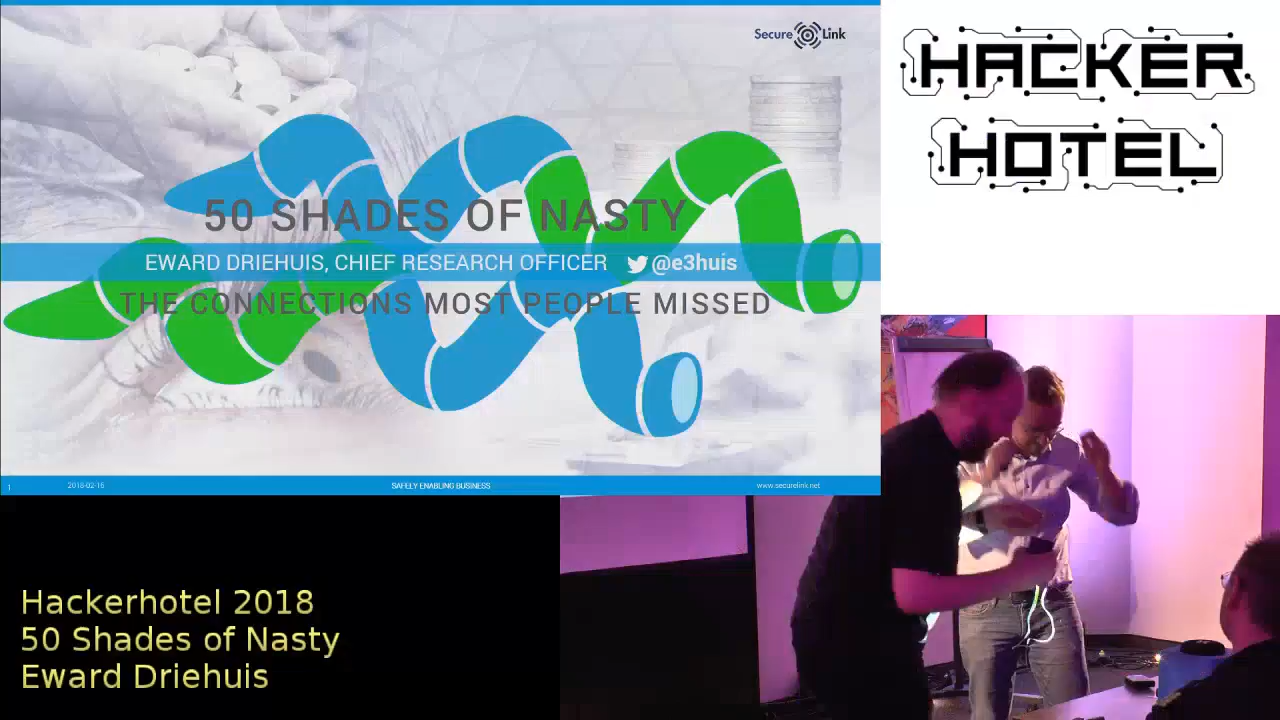 Secure Link
50 SHADES OF NASTY
EWARD DRIEHUIS, CHIEF RESEARCH OFFICER @e3huis
THE CONNECTIONS MOST PEOPLE MISSED
1 2018-02-16 SAFELY ENABLING BUSINESS www.securelink.net
HACKER
HOTEL
Hackerhotel 2018
50 Shades of Nasty
Eward Driehuis